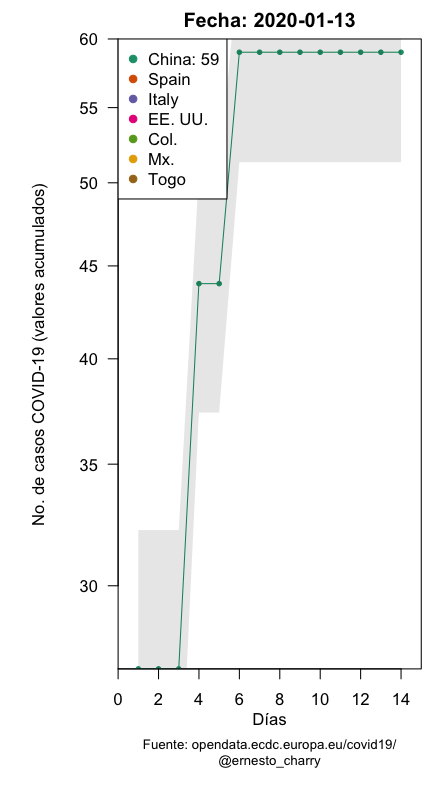 Fecha: 2020-01-13
60
55
50
45
40
35
30
China: 59
Spain
Italy
EE. UU.
Col.
Mx.
Togo
No. de casos COVID-19 (valores acumulados)
0 2 4 6 8 10 12 14
Días
Fuente: opendata.ecdc.europa.eu/covid19/
@ernesto_charry